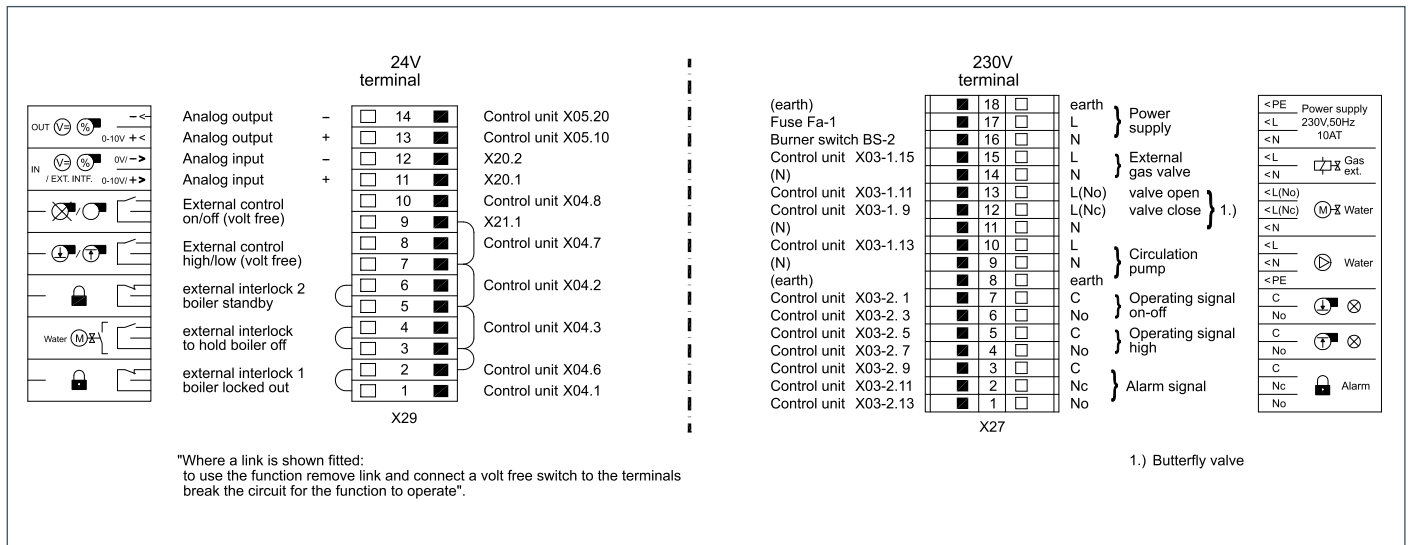 24V
terminal
OUT V= % –<-
0-10V +<
Analog output – 14 Control unit X05.20
Analog output + 13 Control unit X05.10
IN V= % 0V/–>
/ EXT. INTF. 0-10V/+>
Analog input – 12 X20.2
Analog input + 11 X20.1
External control
on/off (volt free)
10 Control unit X04.8
9 X21.1
External control
high/low (volt free)
8 Control unit X04.7
7
external interlock 2
boiler standby
6 Control unit X04.2
5
Water M
external interlock
to hold boiler off
4 Control unit X04.3
3
external interlock 1
boiler locked out
2 Control unit X04.6
1 Control unit X04.1
X29
"Where a link is shown fitted:
to use the function remove link and connect a volt free switch to the terminals
break the circuit for the function to operate".
230V
terminal
(earth) 18 earth
Fuse Fa-1 17 L
Burner switch BS-2 16 N
Power
supply
Control unit X03-1.15 15 L
(N) 14 N
External
gas valve
Control unit X03-1.11 13 L(No) valve open
Control unit X03-1. 9 12 L(Nc) valve close
(N) 11 N
1.)
Control unit X03-1.13 10 L
(N) 9 N
(earth) 8 earth
Circulation
pump
Control unit X03-2. 1 7 C
Control unit X03-2. 3 6 No
Operating signal
on-off
Control unit X03-2. 5 5 C
Control unit X03-2. 7 4 No
Operating signal
high
Control unit X03-2. 9 3 C
Control unit X03-2.11 2 Nc
Control unit X03-2.13 1 No
Alarm signal
X27
<PE
<L
<N
Power supply
230V,50Hz
10AT
<L
<N
Gas
ext.
<L(No)
<L(Nc)
<N
M Water
<L
<N
<PE
Water
C
No
C
No
C
Nc
No
Alarm
1.) Butterfly valve